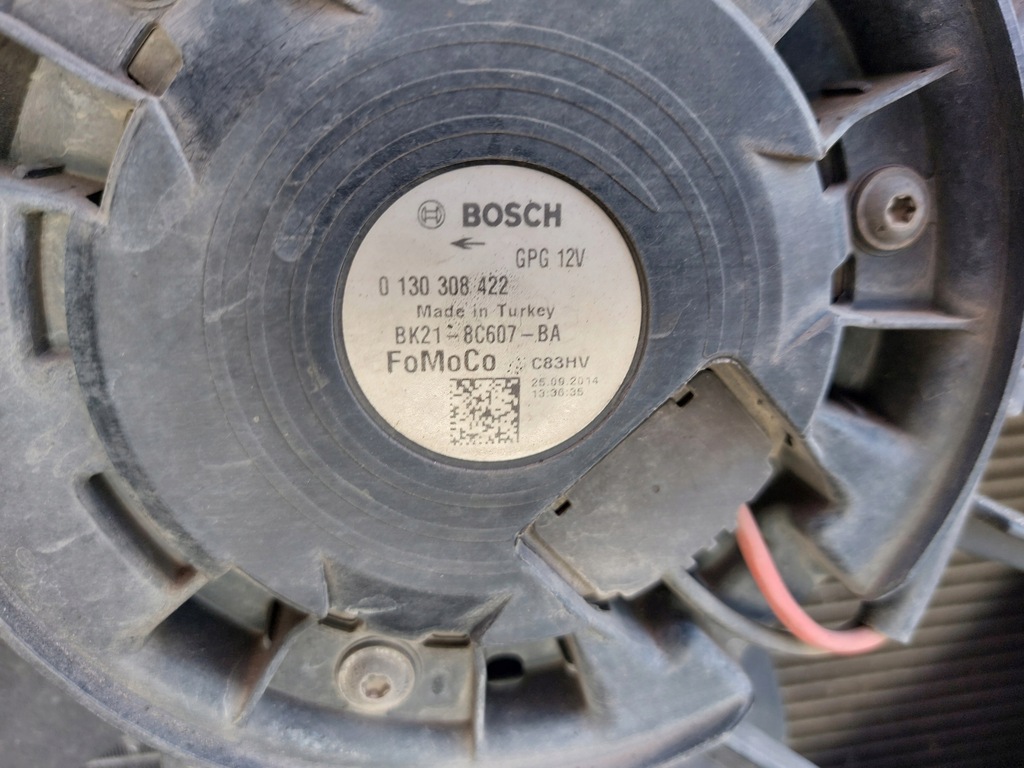 BOSCH
GPG 12V
0 130 308 422
Made in Turkey
BK21-8C607-BA
FoMoCo C83HV
25.09.2014
13:36:35